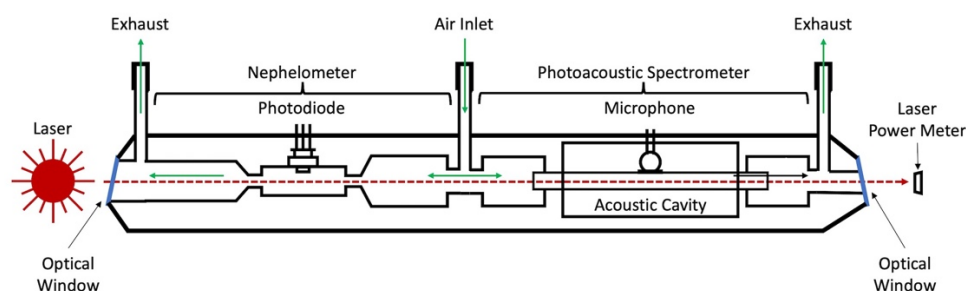 Exhaust
Air Inlet
Exhaust
Nephelometer
Photoacoustic Spectrometer
Photodiode
Microphone
Laser
Laser
Power Meter
Acoustic Cavity
Optical
Window
Optical
Window